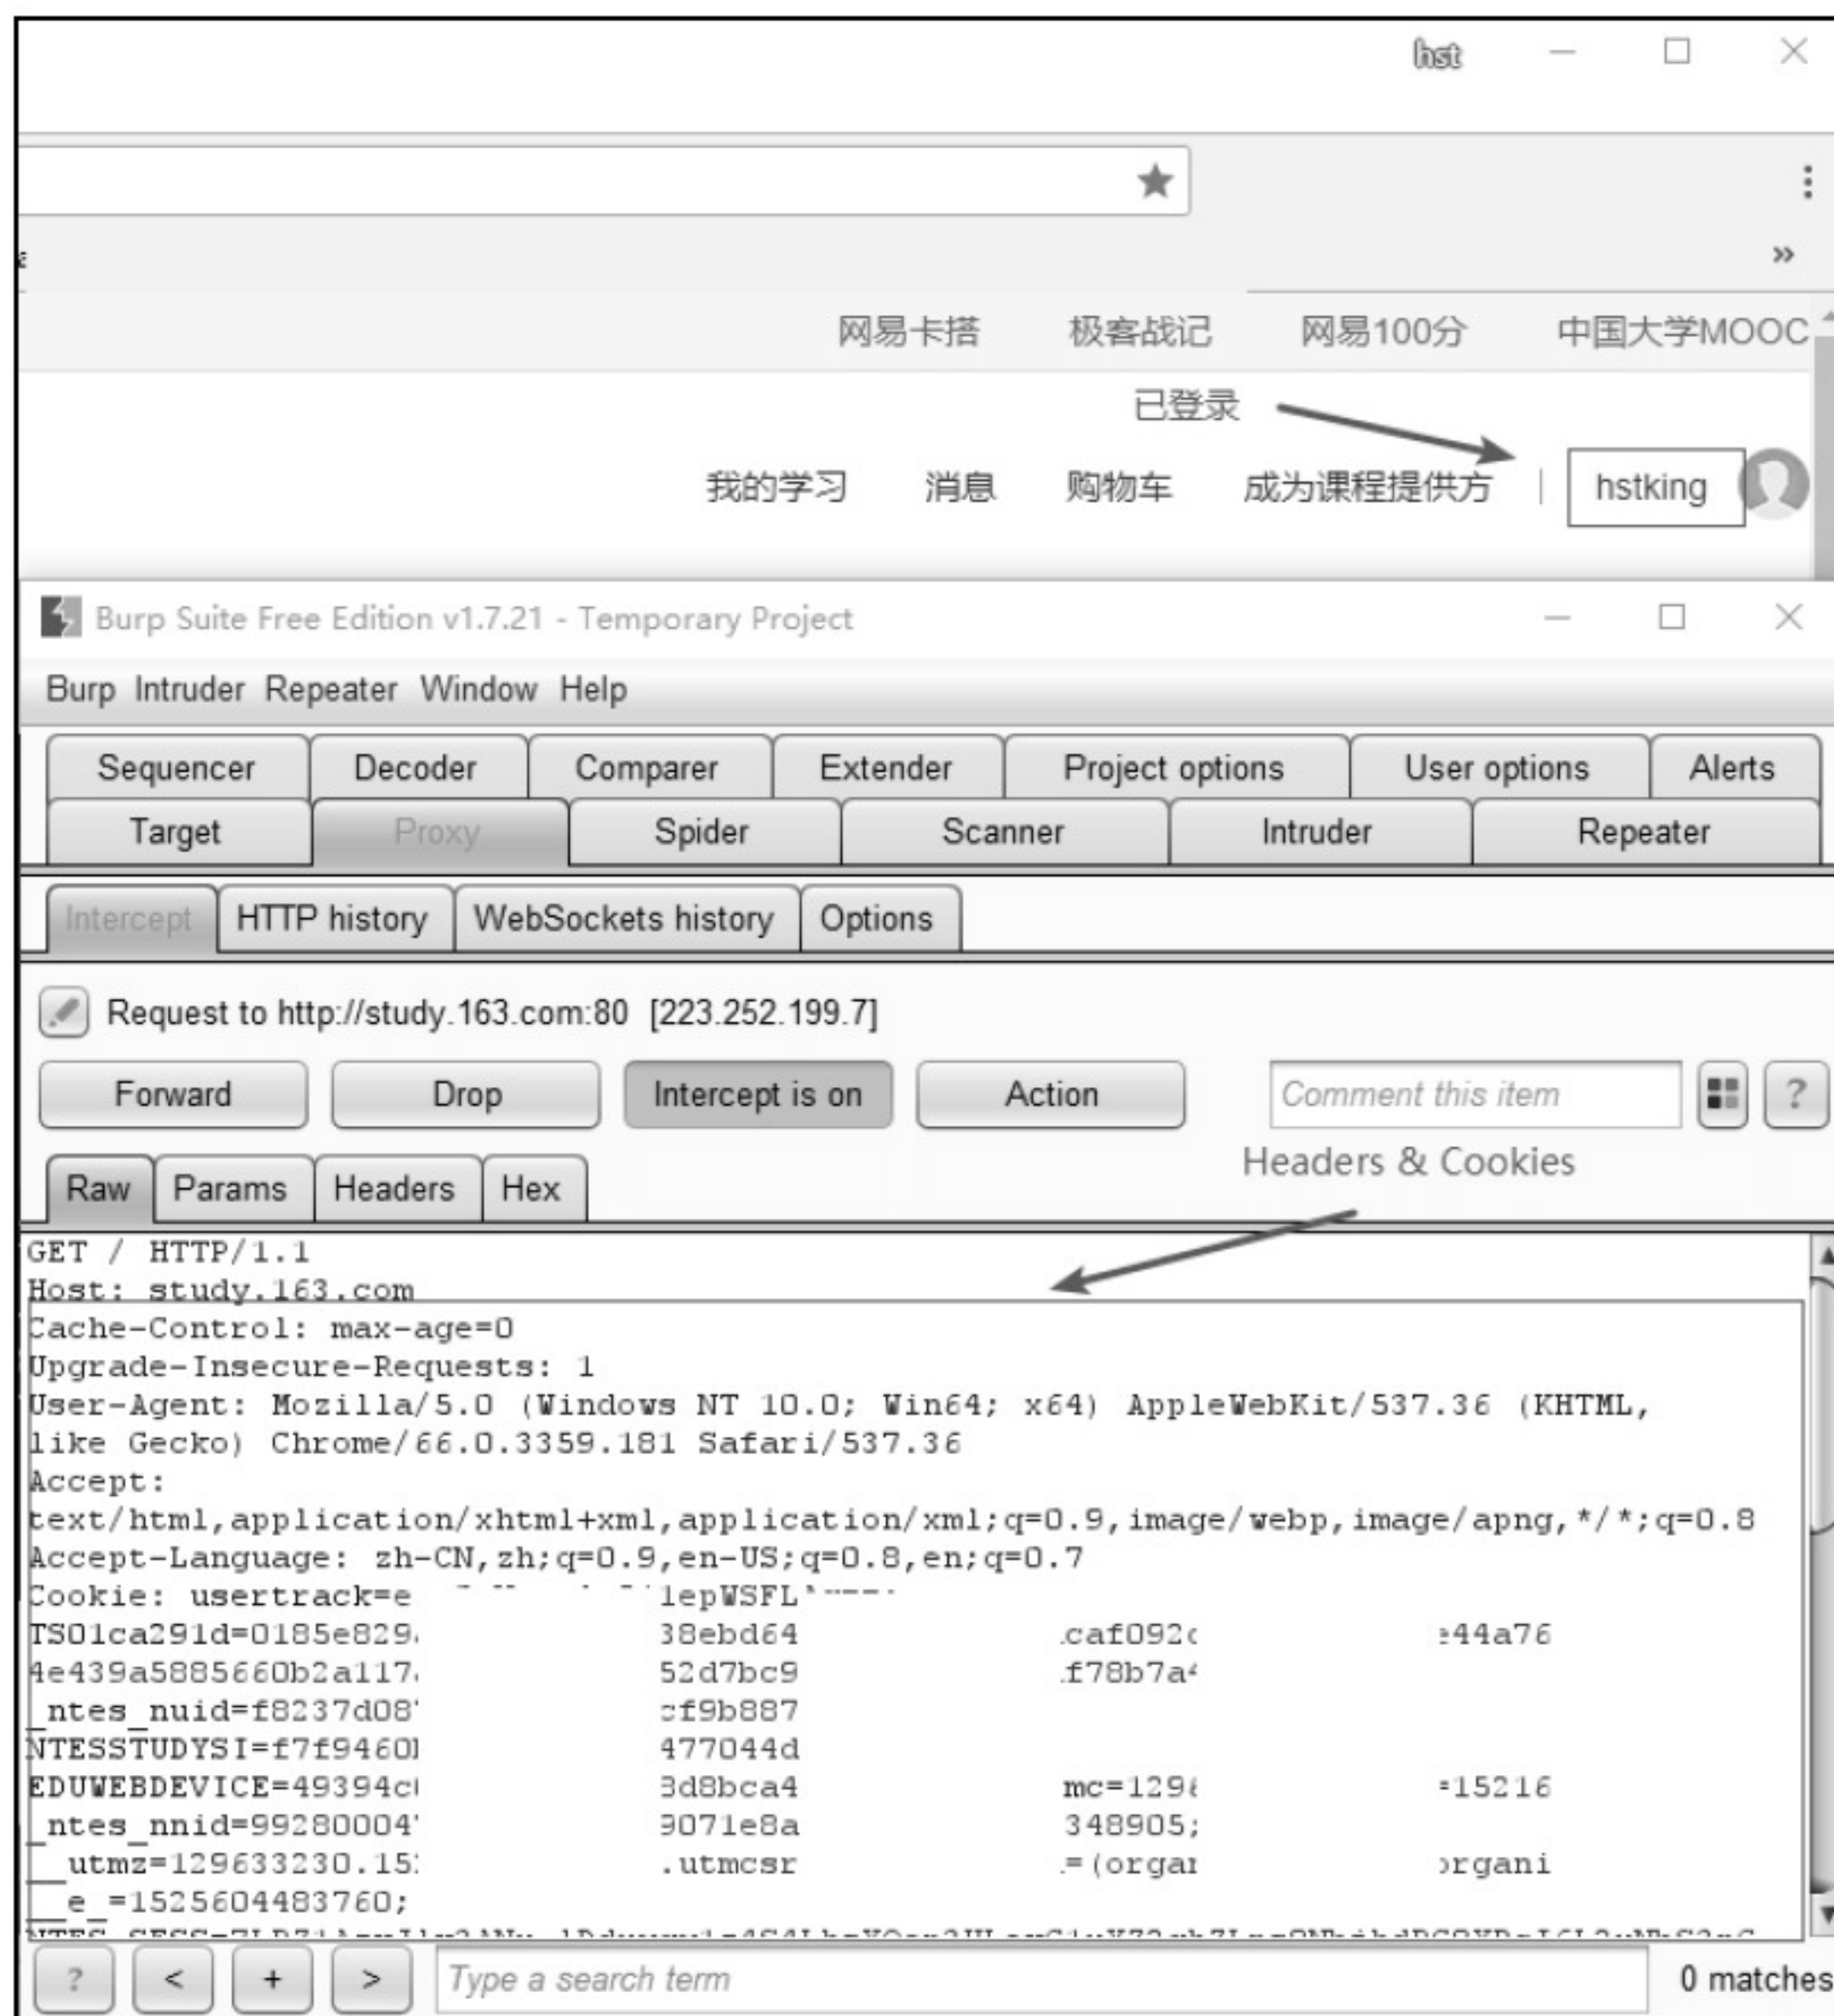 hst
网易卡搭 极客战记 网易100分 中国大学MOOC
已登录
我的学习 消息 购物车 成为课程提供方 | hstking
Burp Suite Free Edition v1.7.21 - Temporary Project
Burp Intruder Repeater Window Help
Sequencer Decoder Comparer Extender Project options User options Alerts
Target Proxy Spider Scanner Intruder Repeater
Intercept HTTP history WebSockets history Options
Request to http://study.163.com:80 [223.252.199.7]
Forward Drop Intercept is on Action Comment this item ?
Headers & Cookies
Raw Params Headers Hex
GET / HTTP/1.1
Host: study.163.com
Cache-Control: max-age=0
Upgrade-Insecure-Requests: 1
User-Agent: Mozilla/5.0 (Windows NT 10.0; Win64; x64) AppleWebKit/537.36 (KHTML,
like Gecko) Chrome/66.0.3359.181 Safari/537.36
Accept:
text/html,application/xhtml+xml,application/xml;q=0.9,image/webp,image/apng,*/*;q=0.8
Accept-Language: zh-CN,zh;q=0.9,en-US;q=0.8,en;q=0.7
Cookie: usertrack=e lepWSFL
TS01ca291d=0185e829 38ebd64 caf092 e44a76
4e439a5885660b2a117 52d7bc9 f78b7a4
_ntes_nuid=f8237d08 cf9b887
NTESSTUDYSI=f7f9460 477044d
EDUWEBDEVICE=49394c 3d8bca4 mc=129 =15216
_ntes_nnid=99280004 9071e8a 348905;
__utmz=129633230.15 .utmcsr =(orga organi
__e_=1525604483760;
? < + > Type a search term 0 matches